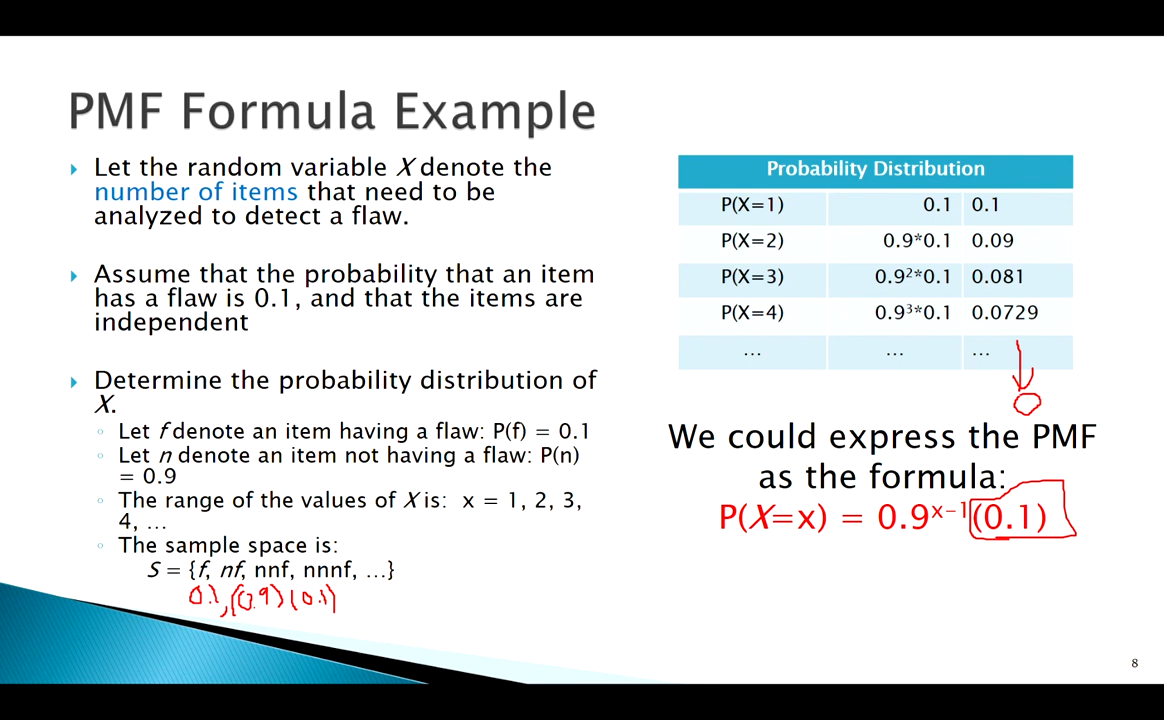 PMF Formula Example
Let the random variable X denote the
number of items that need to be
analyzed to detect a flaw.
Assume that the probability that an item
has a flaw is 0.1, and that the items are
independent
Determine the probability distribution of
X.
Let f denote an item having a flaw: P(f) = 0.1
Let n denote an item not having a flaw: P(n)
= 0.9
The range of the values of X is: x = 1, 2, 3,
4, …
The sample space is:
S = {f, nf, nnf, nnnf, …}
0.1, (0.9)(0.1)
Probability Distribution
P(X=1) 0.1 0.1
P(X=2) 0.9*0.1 0.09
P(X=3) 0.9²*0.1 0.081
P(X=4) 0.9³*0.1 0.0729
… … …
0
We could express the PMF
as the formula:
P(X=x) = 0.9ˣ⁻¹(0.1)
8